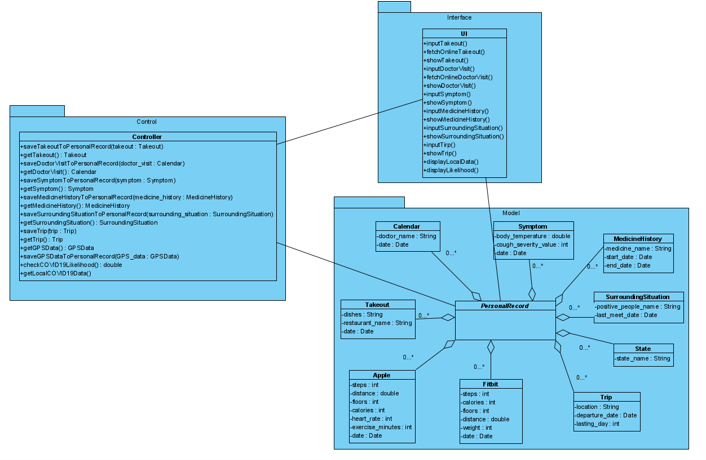 Interface
UI
+inputTakeout()
+fetchOnlineTakeout()
+showTakeout()
+inputDoctorVisit()
+fetchOnlineDoctorVisit()
+showDoctorVisit()
+inputSymptom()
+showSymptom()
+inputMedicineHistory()
+showMedicineHistory()
+inputSurroundingSituation()
+showSurroundingSituation()
+inputTirp()
+showTrip()
+displayLocalData()
+displayLikelihood()
Control
Controller
+saveTakeoutToPersonalRecord(takeout : Takeout)
+getTakeout() : Takeout
+saveDoctorVisitToPersonalRecord(doctor_visit : Calendar)
+getDoctorVisit() : Calendar
+saveSymptomToPersonalRecord(symptom : Symptom)
+getSymptom() : Symptom
+saveMedicineHistoryToPersonalRecord(medicine_history : MedicineHistory)
+getMedicineHistory() : MedicineHistory
+saveSurroundingSituationToPersonalRecord(surrounding_situation : SurroundingSituation)
+getSurroundingSituation() : SurroundingSituation
+saveTrip(trip : Trip)
+getTrip() : Trip
+getGPSData() : GPSData
+saveGPSDataToPersonalRecord(GPS_data : GPSData)
+checkCOVID19Likelihood() : double
+getLocalCOVID19Data()
Model
Calendar
-doctor_name : String
-date : Date
0...*
Symptom
-body_temperature : double
-cough_severity_value : int
-date : Date
0...*
MedicineHistory
-medicine_name : String
-start_date : Date
-end_date : Date
0...*
Takeout
-dishes : String
-restaurant_name : String
-date : Date
0...*
PersonalRecord
SurroundingSituation
-positive_people_name : String
-last_meet_date : Date
0...*
State
-state_name : String
0...*
Apple
-steps : int
-distance : double
-floors : int
-calories : int
-heart_rate : int
-exercise_minutes : int
-date : Date
0...*
Fitbit
-steps : int
-calories : int
-floors : int
-distance : double
-weight : int
-date : Date
0...*
Trip
-location : String
-departure_date : Date
-lasting_day : int
0...*